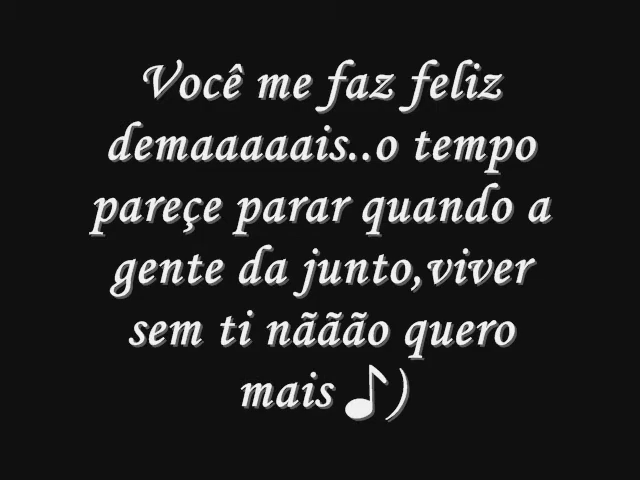 Você me faz feliz
demaaaaais..o tempo
pareçe parar quando a
gente da junto,viver
sem ti nããão quero
mais ♪)